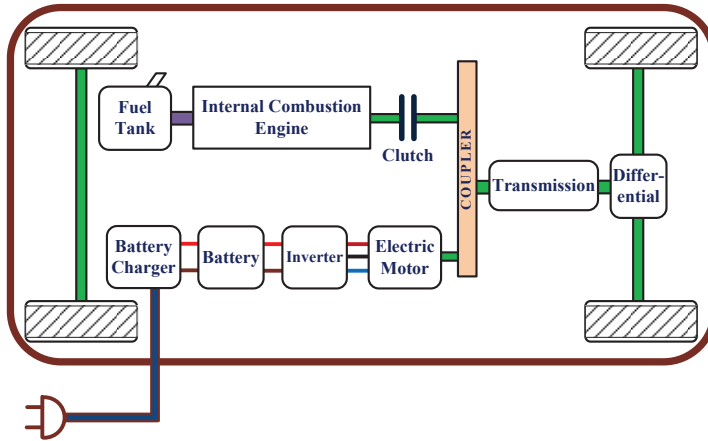 Fuel
Tank
Internal Combustion
Engine
Clutch
COUPLER
Transmission
Differ-
ential
Battery
Charger
Battery
Inverter
Electric
Motor